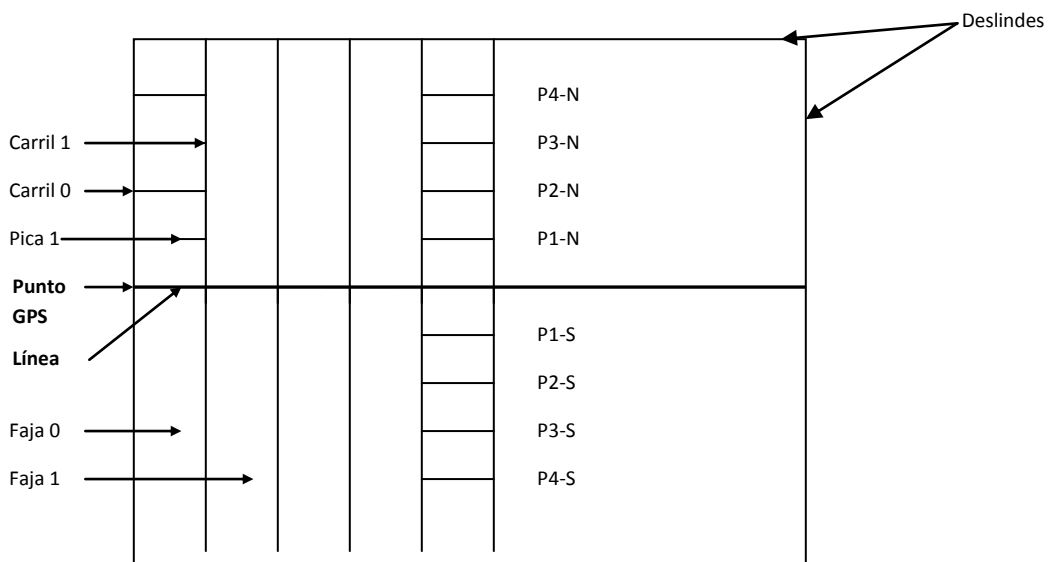 Deslindes
P4-N
Carril 1
P3-N
Carril 0
P2-N
Pica 1
P1-N
Punto
GPS
Línea
P1-S
P2-S
Faja 0
P3-S
Faja 1
P4-S